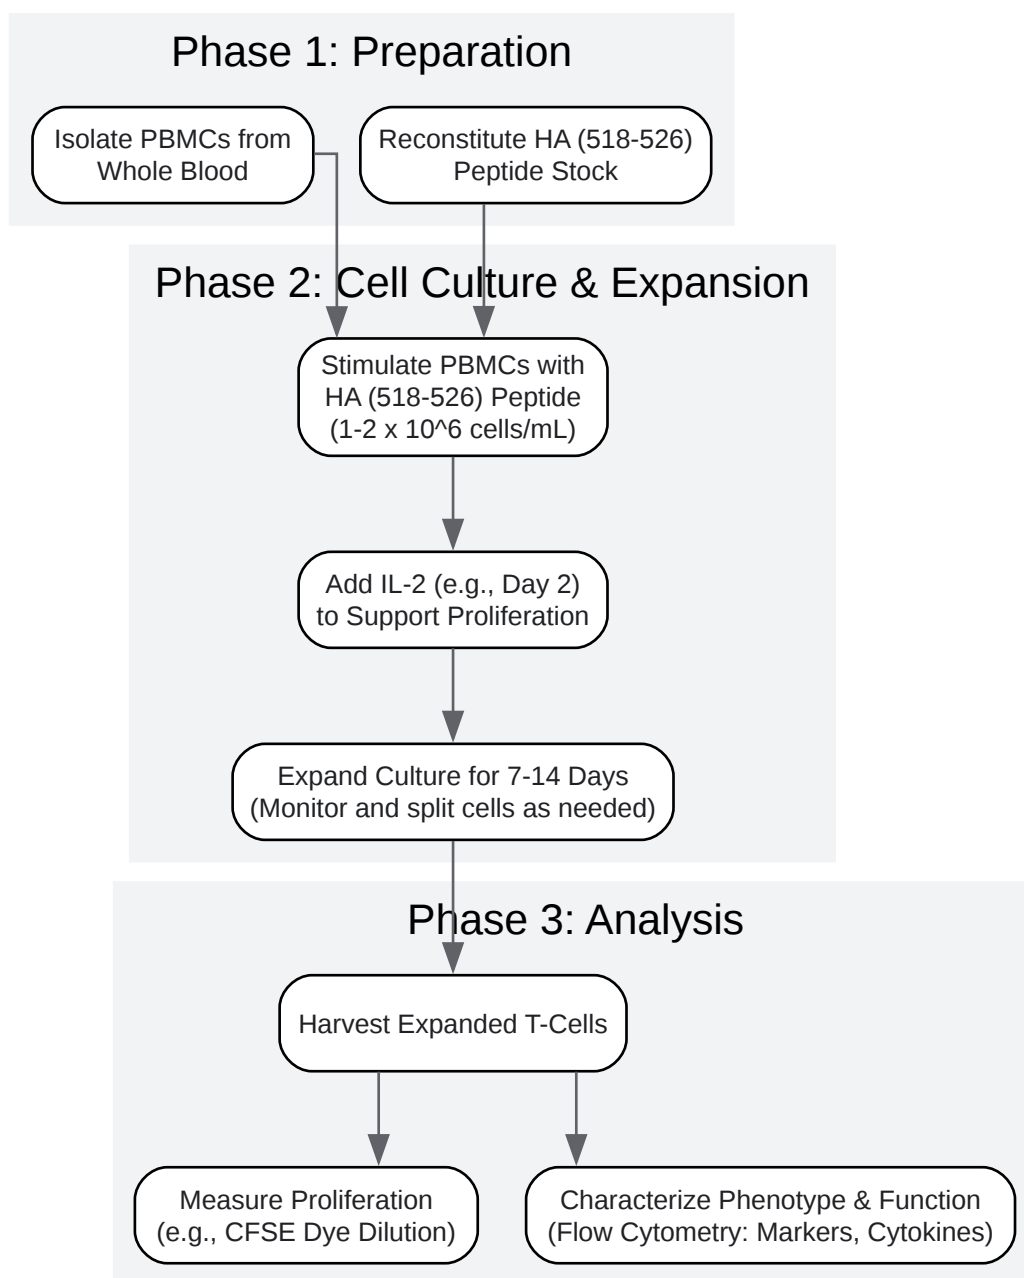 Phase 1: Preparation
Isolate PBMCs from
Whole Blood
Reconstitute HA (518-526)
Peptide Stock
Phase 2: Cell Culture & Expansion
Stimulate PBMCs with
HA (518-526) Peptide
(1-2 x 10^6 cells/mL)
Add IL-2 (e.g., Day 2)
to Support Proliferation
Expand Culture for 7-14 Days
(Monitor and split cells as needed)
Phase 3: Analysis
Harvest Expanded T-Cells
Measure Proliferation
(e.g., CFSE Dye Dilution)
Characterize Phenotype & Function
(Flow Cytometry: Markers, Cytokines)